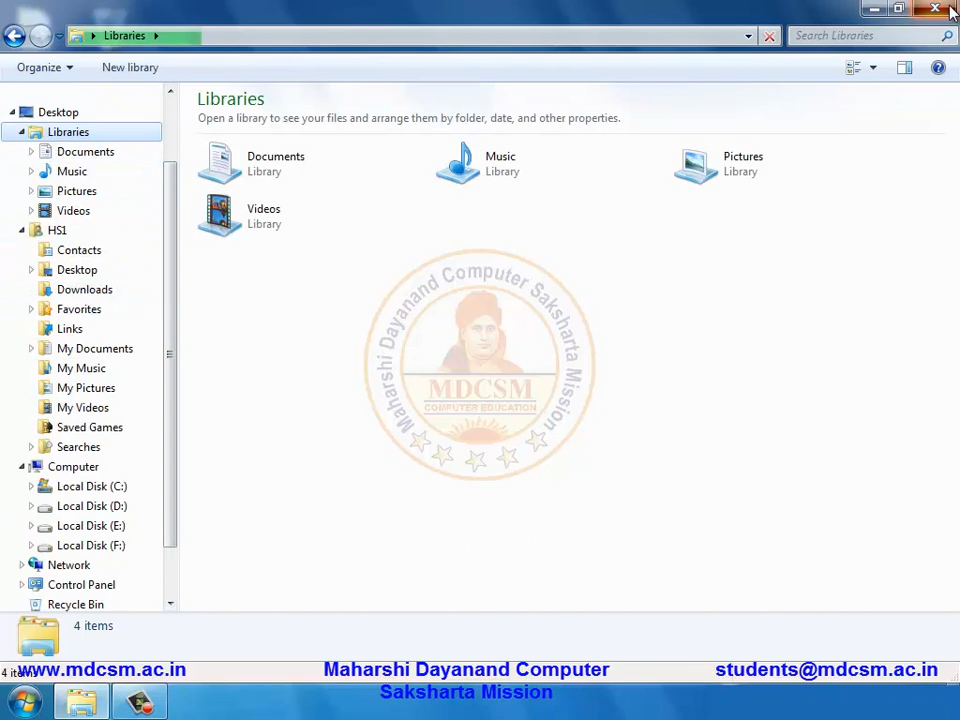 Libraries
Search Libraries
Organize
New library
Desktop
Libraries
Documents
Music
Pictures
Videos
HS1
Contacts
Desktop
Downloads
Favorites
Links
My Documents
My Music
My Pictures
My Videos
Saved Games
Searches
Computer
Local Disk (C:)
Local Disk (D:)
Local Disk (E:)
Local Disk (F:)
Network
Control Panel
Recycle Bin
Libraries
Open a library to see your files and arrange them by folder, date, and other properties.
Documents
Library
Music
Library
Pictures
Library
Videos
Library
Maharshi Dayanand Computer Saksharta Mission
MDCSM
COMPUTER EDUCATION
4 items
4 items
www.mdcsm.ac.in
Maharshi Dayanand Computer
Saksharta Mission
students@mdcsm.ac.in